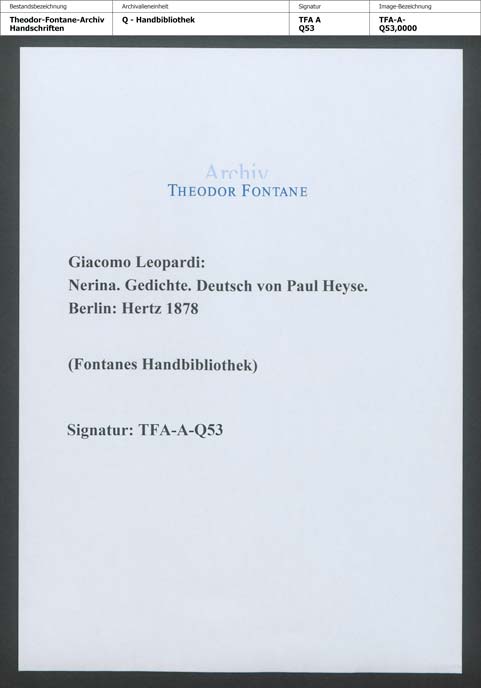 Bestandsbezeichnung Archivalieneinheit Signatur Image-Bezeichnung
Theodor-Fontane-Archiv Q - Handbibliothek TFA A TFA-A-
Handschriften Q53 Q53,0000
Archiv
THEODOR FONTANE
Giacomo Leopardi:
Nerina. Gedichte. Deutsch von Paul Heyse.
Berlin: Hertz 1878
(Fontanes Handbibliothek)
Signatur: TFA-A-Q53